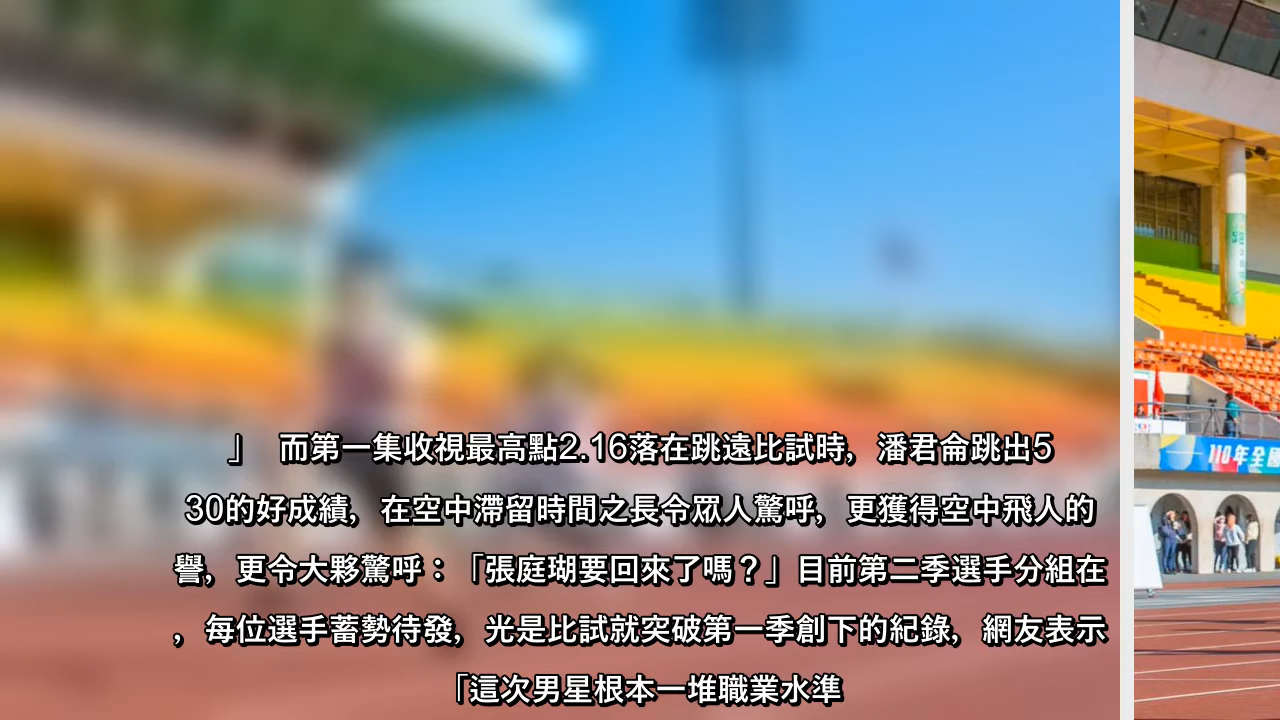 」 而第一集收視最高點2.16落在跳遠比試時，潘君侖跳出5
30的好成績，在空中滯留時間之長令眾人驚呼，更獲得空中飛人的
譽，更令大夥驚呼：「張庭瑚要回來了嗎？」目前第二季選手分組在
，每位選手蓄勢待發，光是比試就突破第一季創下的紀錄，網友表示
「這次男星根本一堆職業水準
110年全國